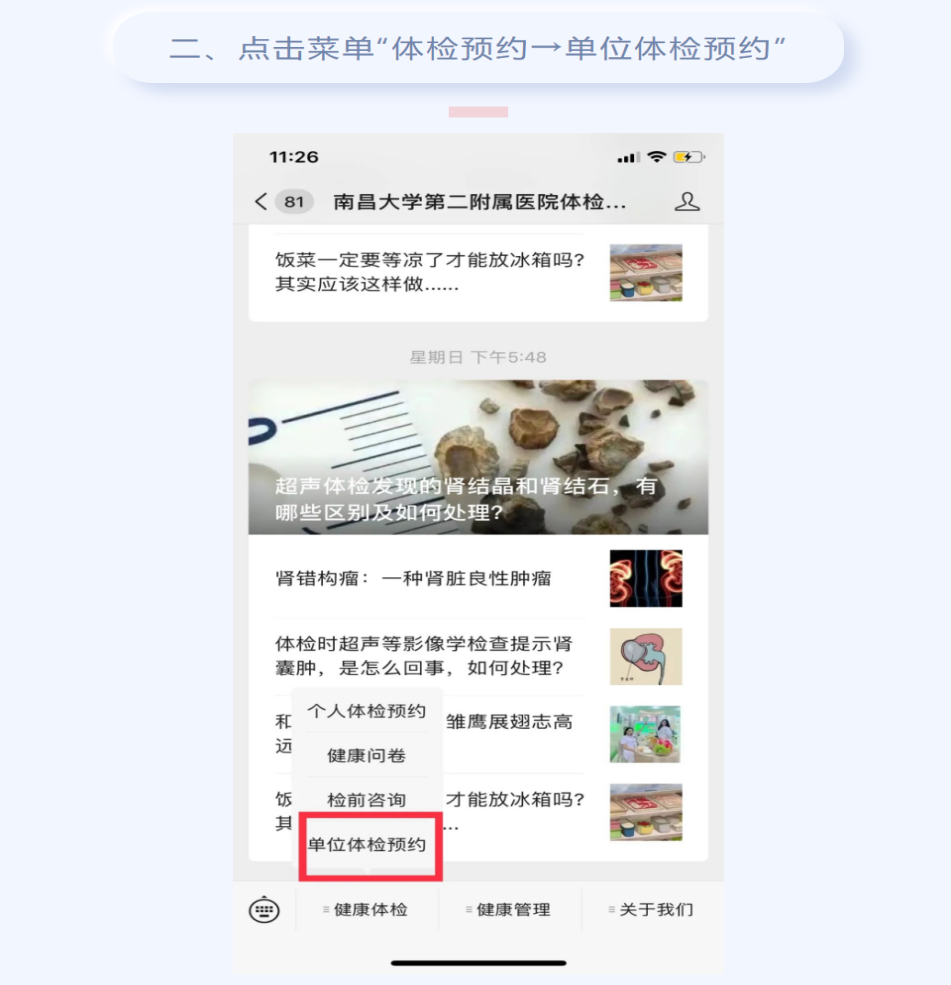 二、点击菜单“体检预约→单位体检预约”
11:26
81 南昌大学第二附属医院体检...
饭菜一定要等凉了才能放冰箱吗?
其实应该这样做......
星期日 下午5:48
超声体检发现的肾结晶和肾结石，有
哪些区别及如何处理?
肾错构瘤：一种肾脏良性肿瘤
体检时超声等影像学检查提示肾
囊肿，是怎么回事，如何处理?
和
雏鹰展翅志高
远
饭
才能放冰箱吗?
其
...
个人体检预约
健康问卷
检前咨询
单位体检预约
健康体检
健康管理
关于我们